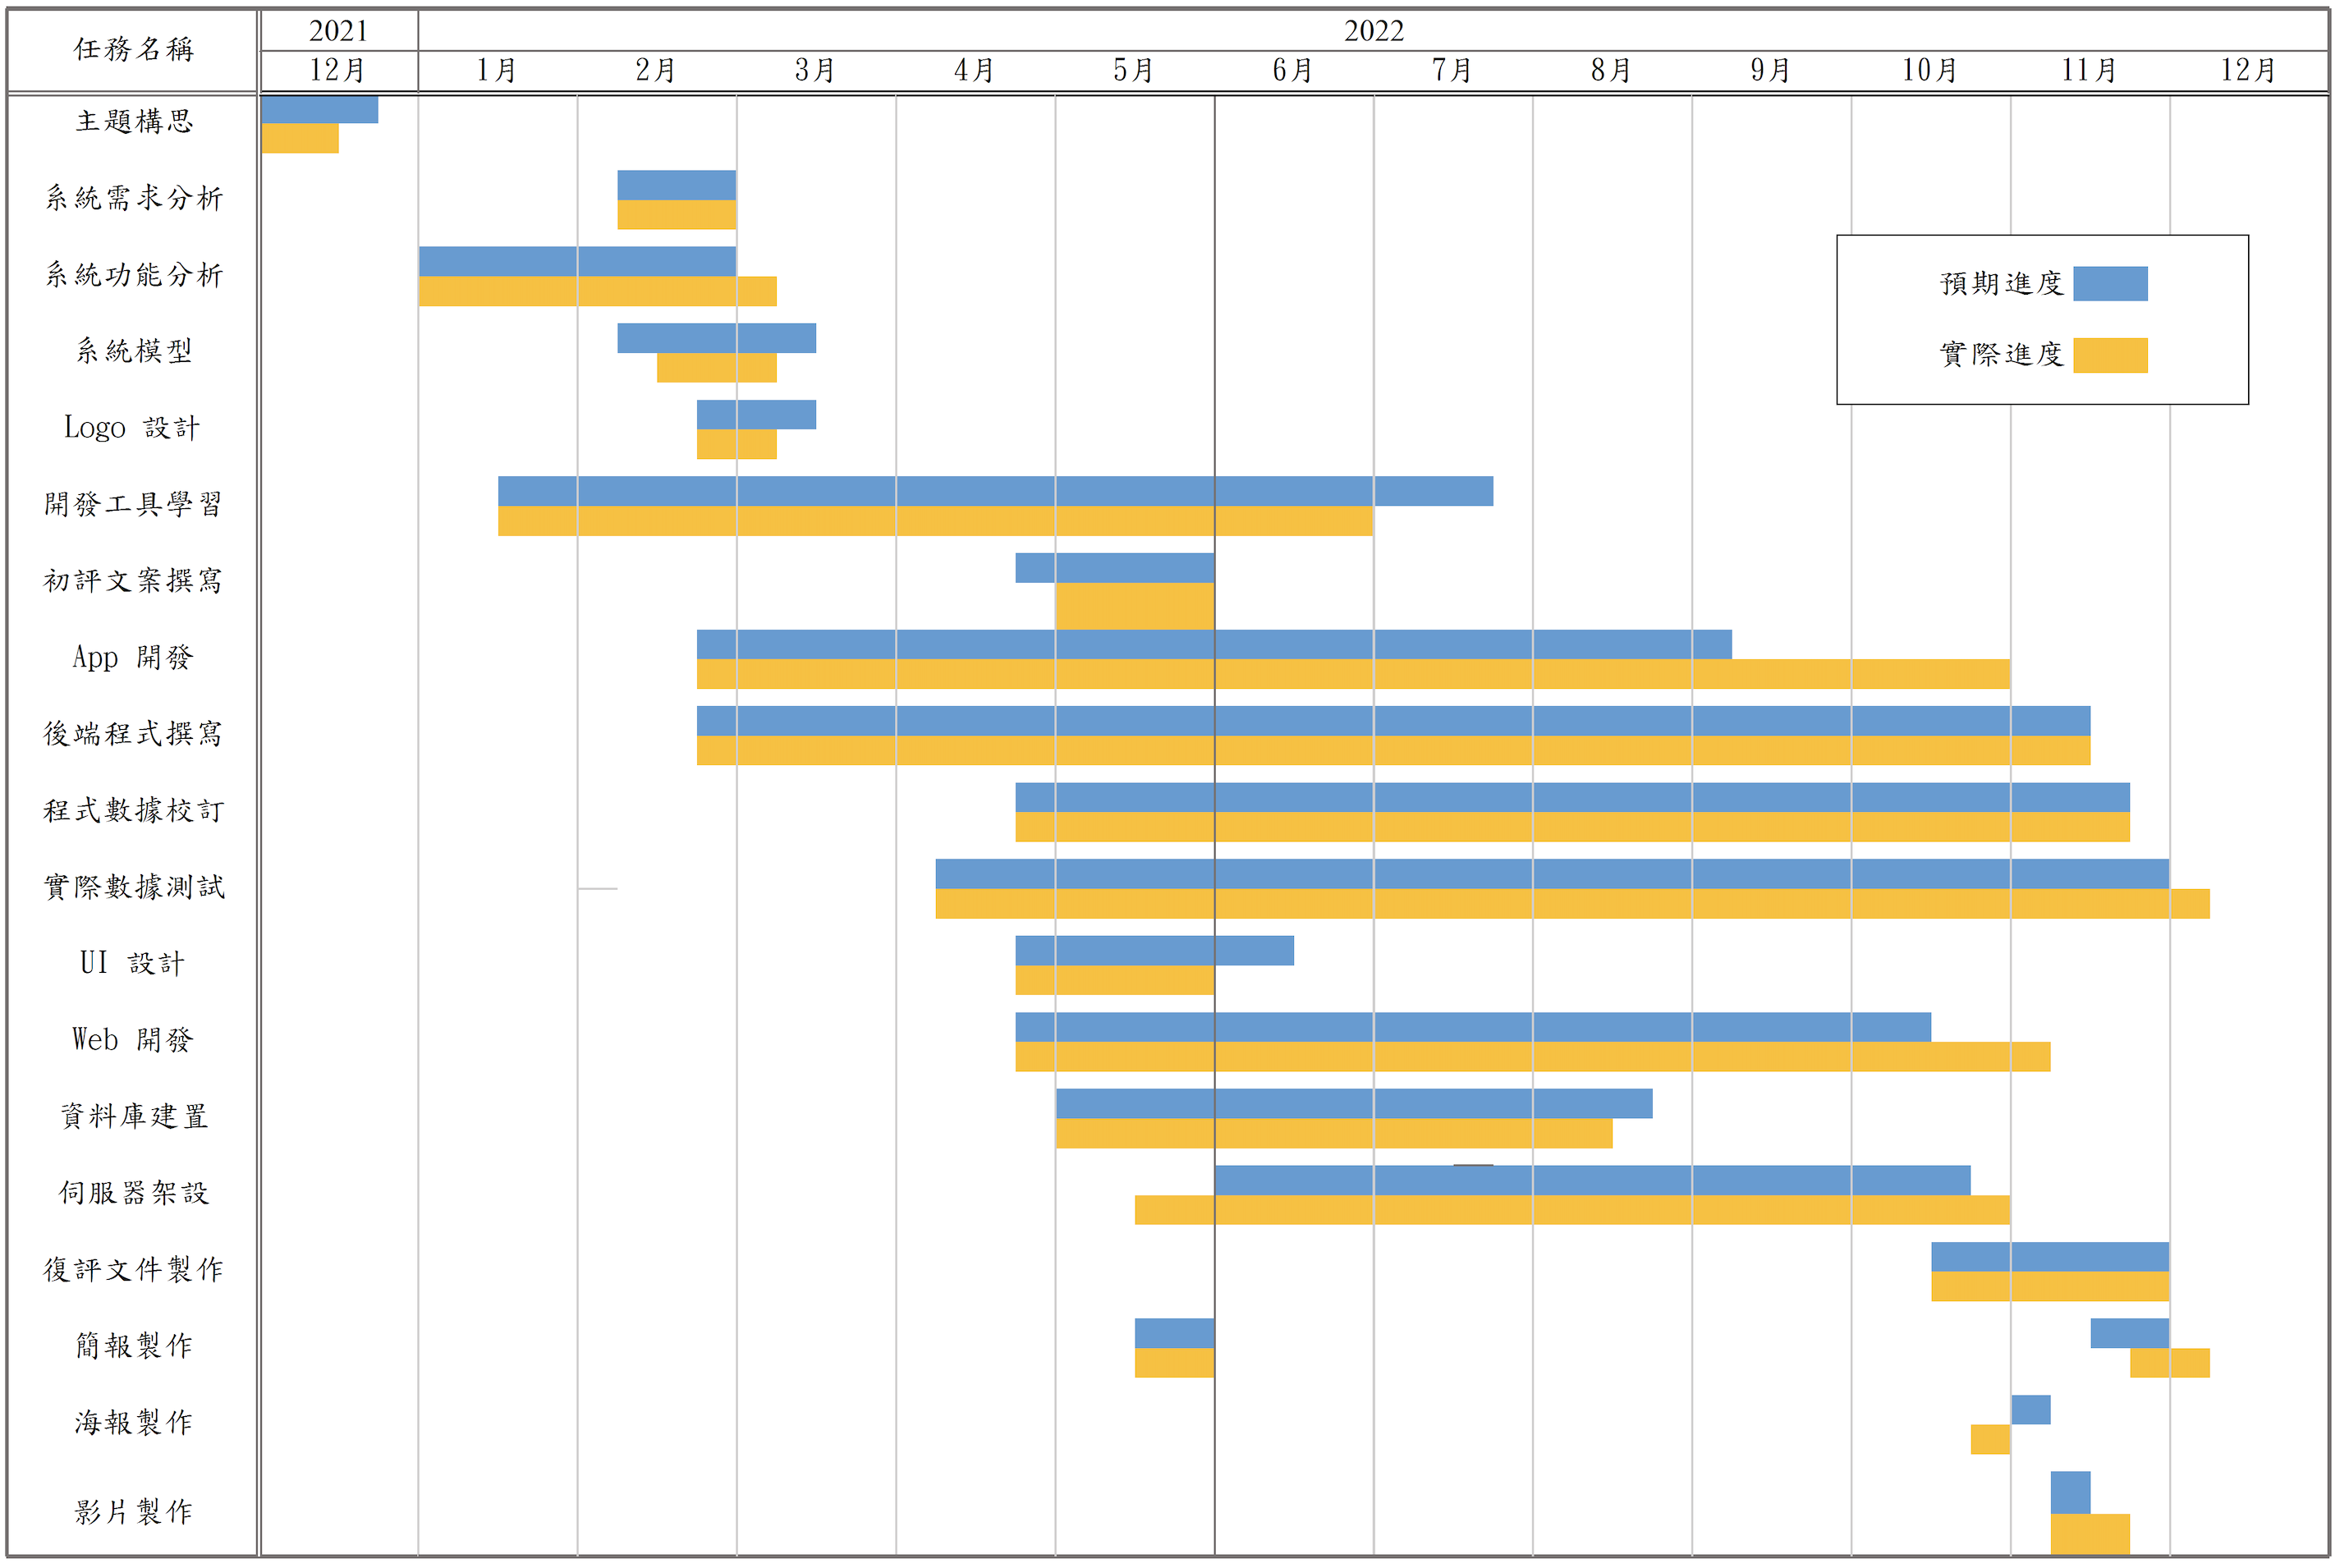 任務名稱
2021
2022
12月
1月
2月
3月
4月
5月
6月
7月
8月
9月
10月
11月
12月
主題構思
系統需求分析
系統功能分析
預期進度
系統模型
實際進度
Logo 設計
開發工具學習
初評文案撰寫
App 開發
後端程式撰寫
程式數據校訂
實際數據測試
UI 設計
Web 開發
資料庫建置
伺服器架設
復評文件製作
簡報製作
海報製作
影片製作